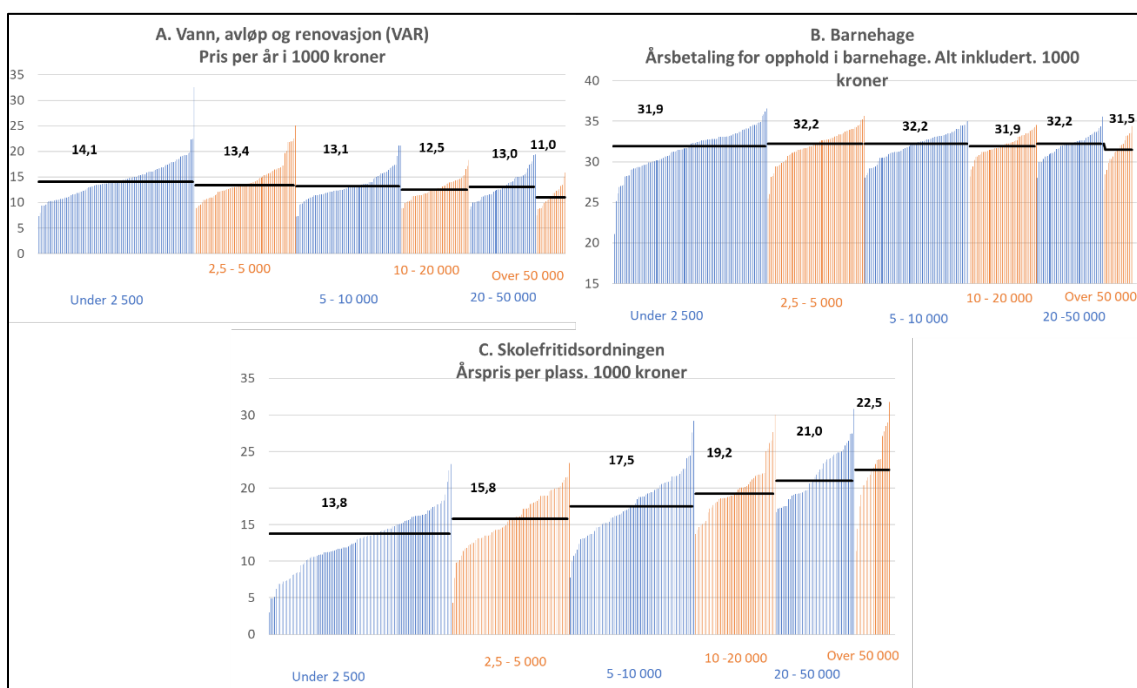 A. Vann, avløp og renovasjon (VAR)
Pris per år i 1000 kroner
35
30
25
20
15
10
5
0
14,1
13,4
13,1
12,5
13,0
11,0
2,5 - 5 000
10 - 20 000
Over 50 000
Under 2 500
5 - 10 000
20 - 50 000
B. Barnehage
Årsbetaling for opphold i barnehage. Alt inkludert. 1000
kroner
40
35
30
25
20
15
31,9
32,2
32,2
31,9
32,2
31,5
Under 2 500
2,5 - 5 000
5 - 10 000
10 - 20 000
20 -50 000
Over 50 000
C. Skolefritidsordningen
Årspris per plass. 1000 kroner
35
30
25
20
15
10
5
0
13,8
15,8
17,5
19,2
21,0
22,5
Under 2 500
2,5 - 5 000
5 -10 000
10 -20 000
20 - 50 000
Over 50 000